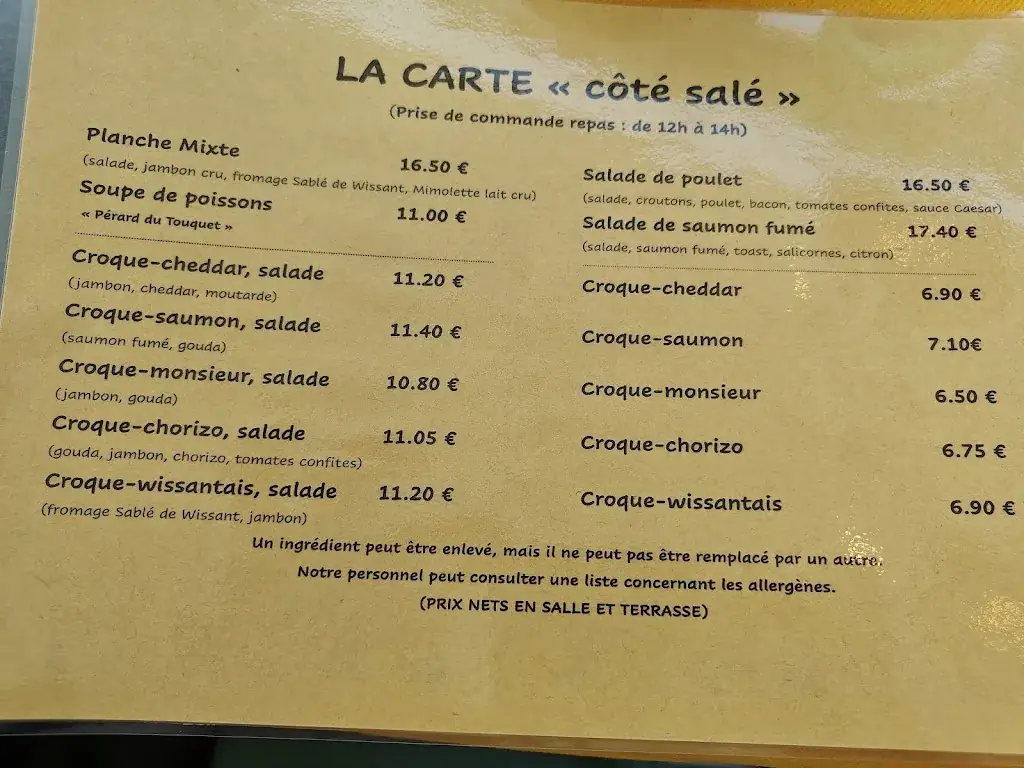 LA CARTE « côté salé »
(Prise de commande repas : de 12h à 14h)
Planche Mixte 16.50 €
(salade, jambon cru, fromage Sablé de Wissant, Mimolette lait cru)
Soupe de poissons 11.00 €
« Pérard du Touquet »
Croque-cheddar, salade 11.20 €
(jambon, cheddar, moutarde)
Croque-saumon, salade 11.40 €
(saumon fumé, gouda)
Croque-monsieur, salade 10.80 €
(jambon, gouda)
Croque-chorizo, salade 11.05 €
(gouda, jambon, chorizo, tomates confites)
Croque-wissantais, salade 11.20 €
(fromage Sablé de Wissant, jambon)
Salade de poulet 16.50 €
(salade, croutons, poulet, bacon, tomates confites, sauce Caesar)
Salade de saumon fumé 17.40 €
(salade, saumon fumé, toast, salicornes, citron)
Croque-cheddar 6.90 €
Croque-saumon 7.10€
Croque-monsieur 6.50 €
Croque-chorizo 6.75 €
Croque-wissantais 6.90 €
Un ingrédient peut être enlevé, mais il ne peut pas être remplacé par un autre.
Notre personnel peut consulter une liste concernant les allergènes.
(PRIX NETS EN SALLE ET TERRASSE)